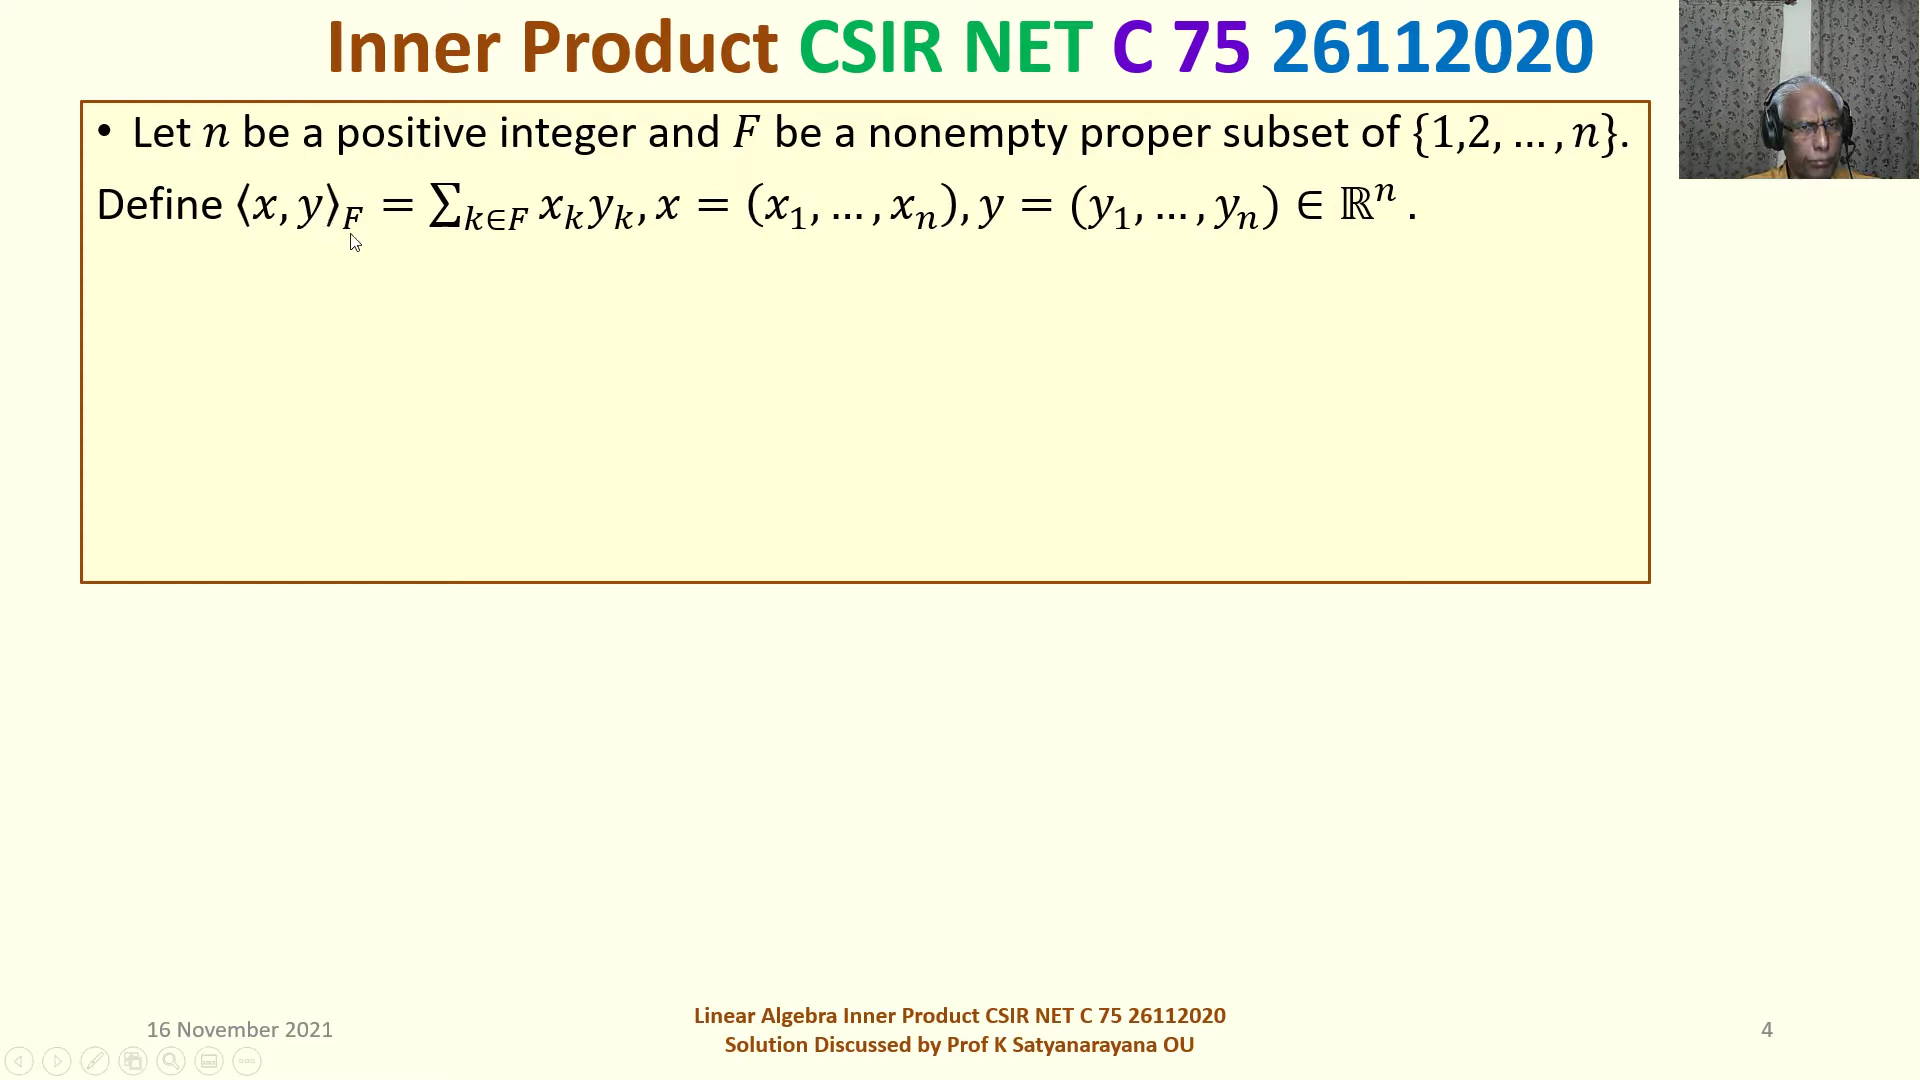 Inner Product CSIR NET C 75 26112020
• Let 𝑛 be a positive integer and 𝐹 be a nonempty proper subset of {1,2, … , 𝑛}.
Define ⟨𝑥, 𝑦⟩_𝐹 = ∑_{𝑘∈𝐹} 𝑥_𝑘𝑦_𝑘, 𝑥 = (𝑥_1, … , 𝑥_𝑛), 𝑦 = (𝑦_1, … , 𝑦_𝑛) ∈ ℝ^𝑛 .
16 November 2021
Linear Algebra Inner Product CSIR NET C 75 26112020
Solution Discussed by Prof K Satyanarayana OU
4